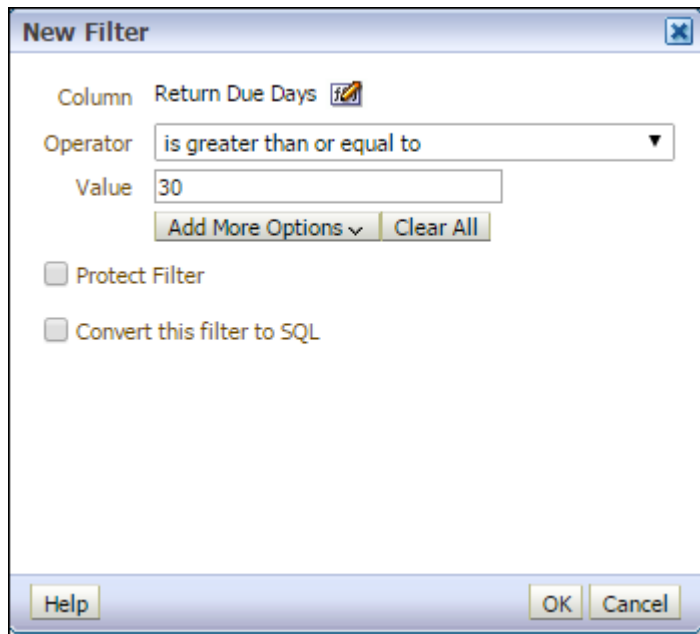 New Filter
Column Return Due Days
Operator is greater than or equal to
Value 30
Add More Options Clear All
Protect Filter
Convert this filter to SQL
Help OK Cancel